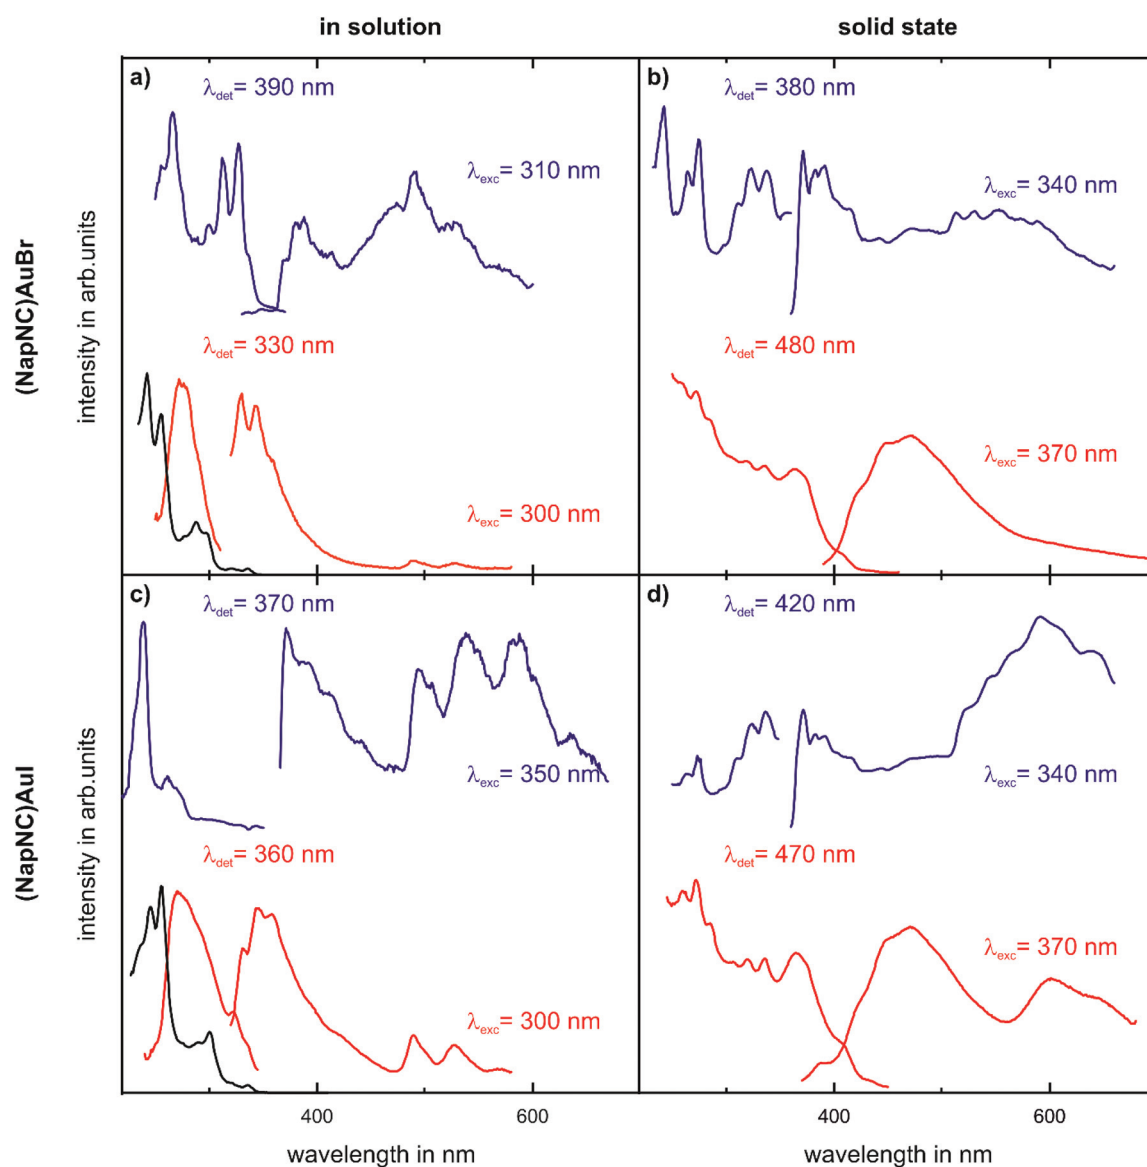 in solution
solid state
a)
λdet= 390 nm
λexc= 310 nm
λdet= 330 nm
λexc= 300 nm
b)
λdet= 380 nm
λexc= 340 nm
λdet= 480 nm
λexc= 370 nm
(NapNC)AuBr
intensity in arb.units
c)
λdet= 370 nm
λexc= 350 nm
λdet= 360 nm
λexc= 300 nm
d)
λdet= 420 nm
λexc= 340 nm
λdet= 470 nm
λexc= 370 nm
(NapNC)AuI
intensity in arb.units
400
600
400
600
wavelength in nm
wavelength in nm